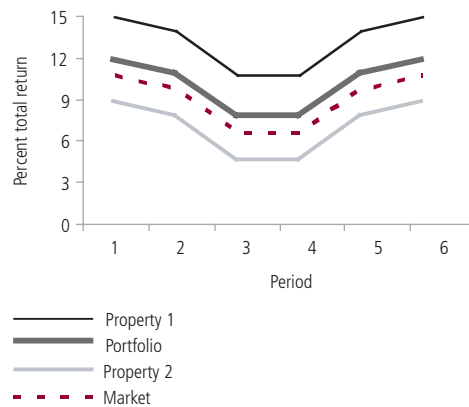 Percent total return
15
12
9
6
3
0
1 2 3 4 5 6
Period
Property 1
Portfolio
Property 2
Market